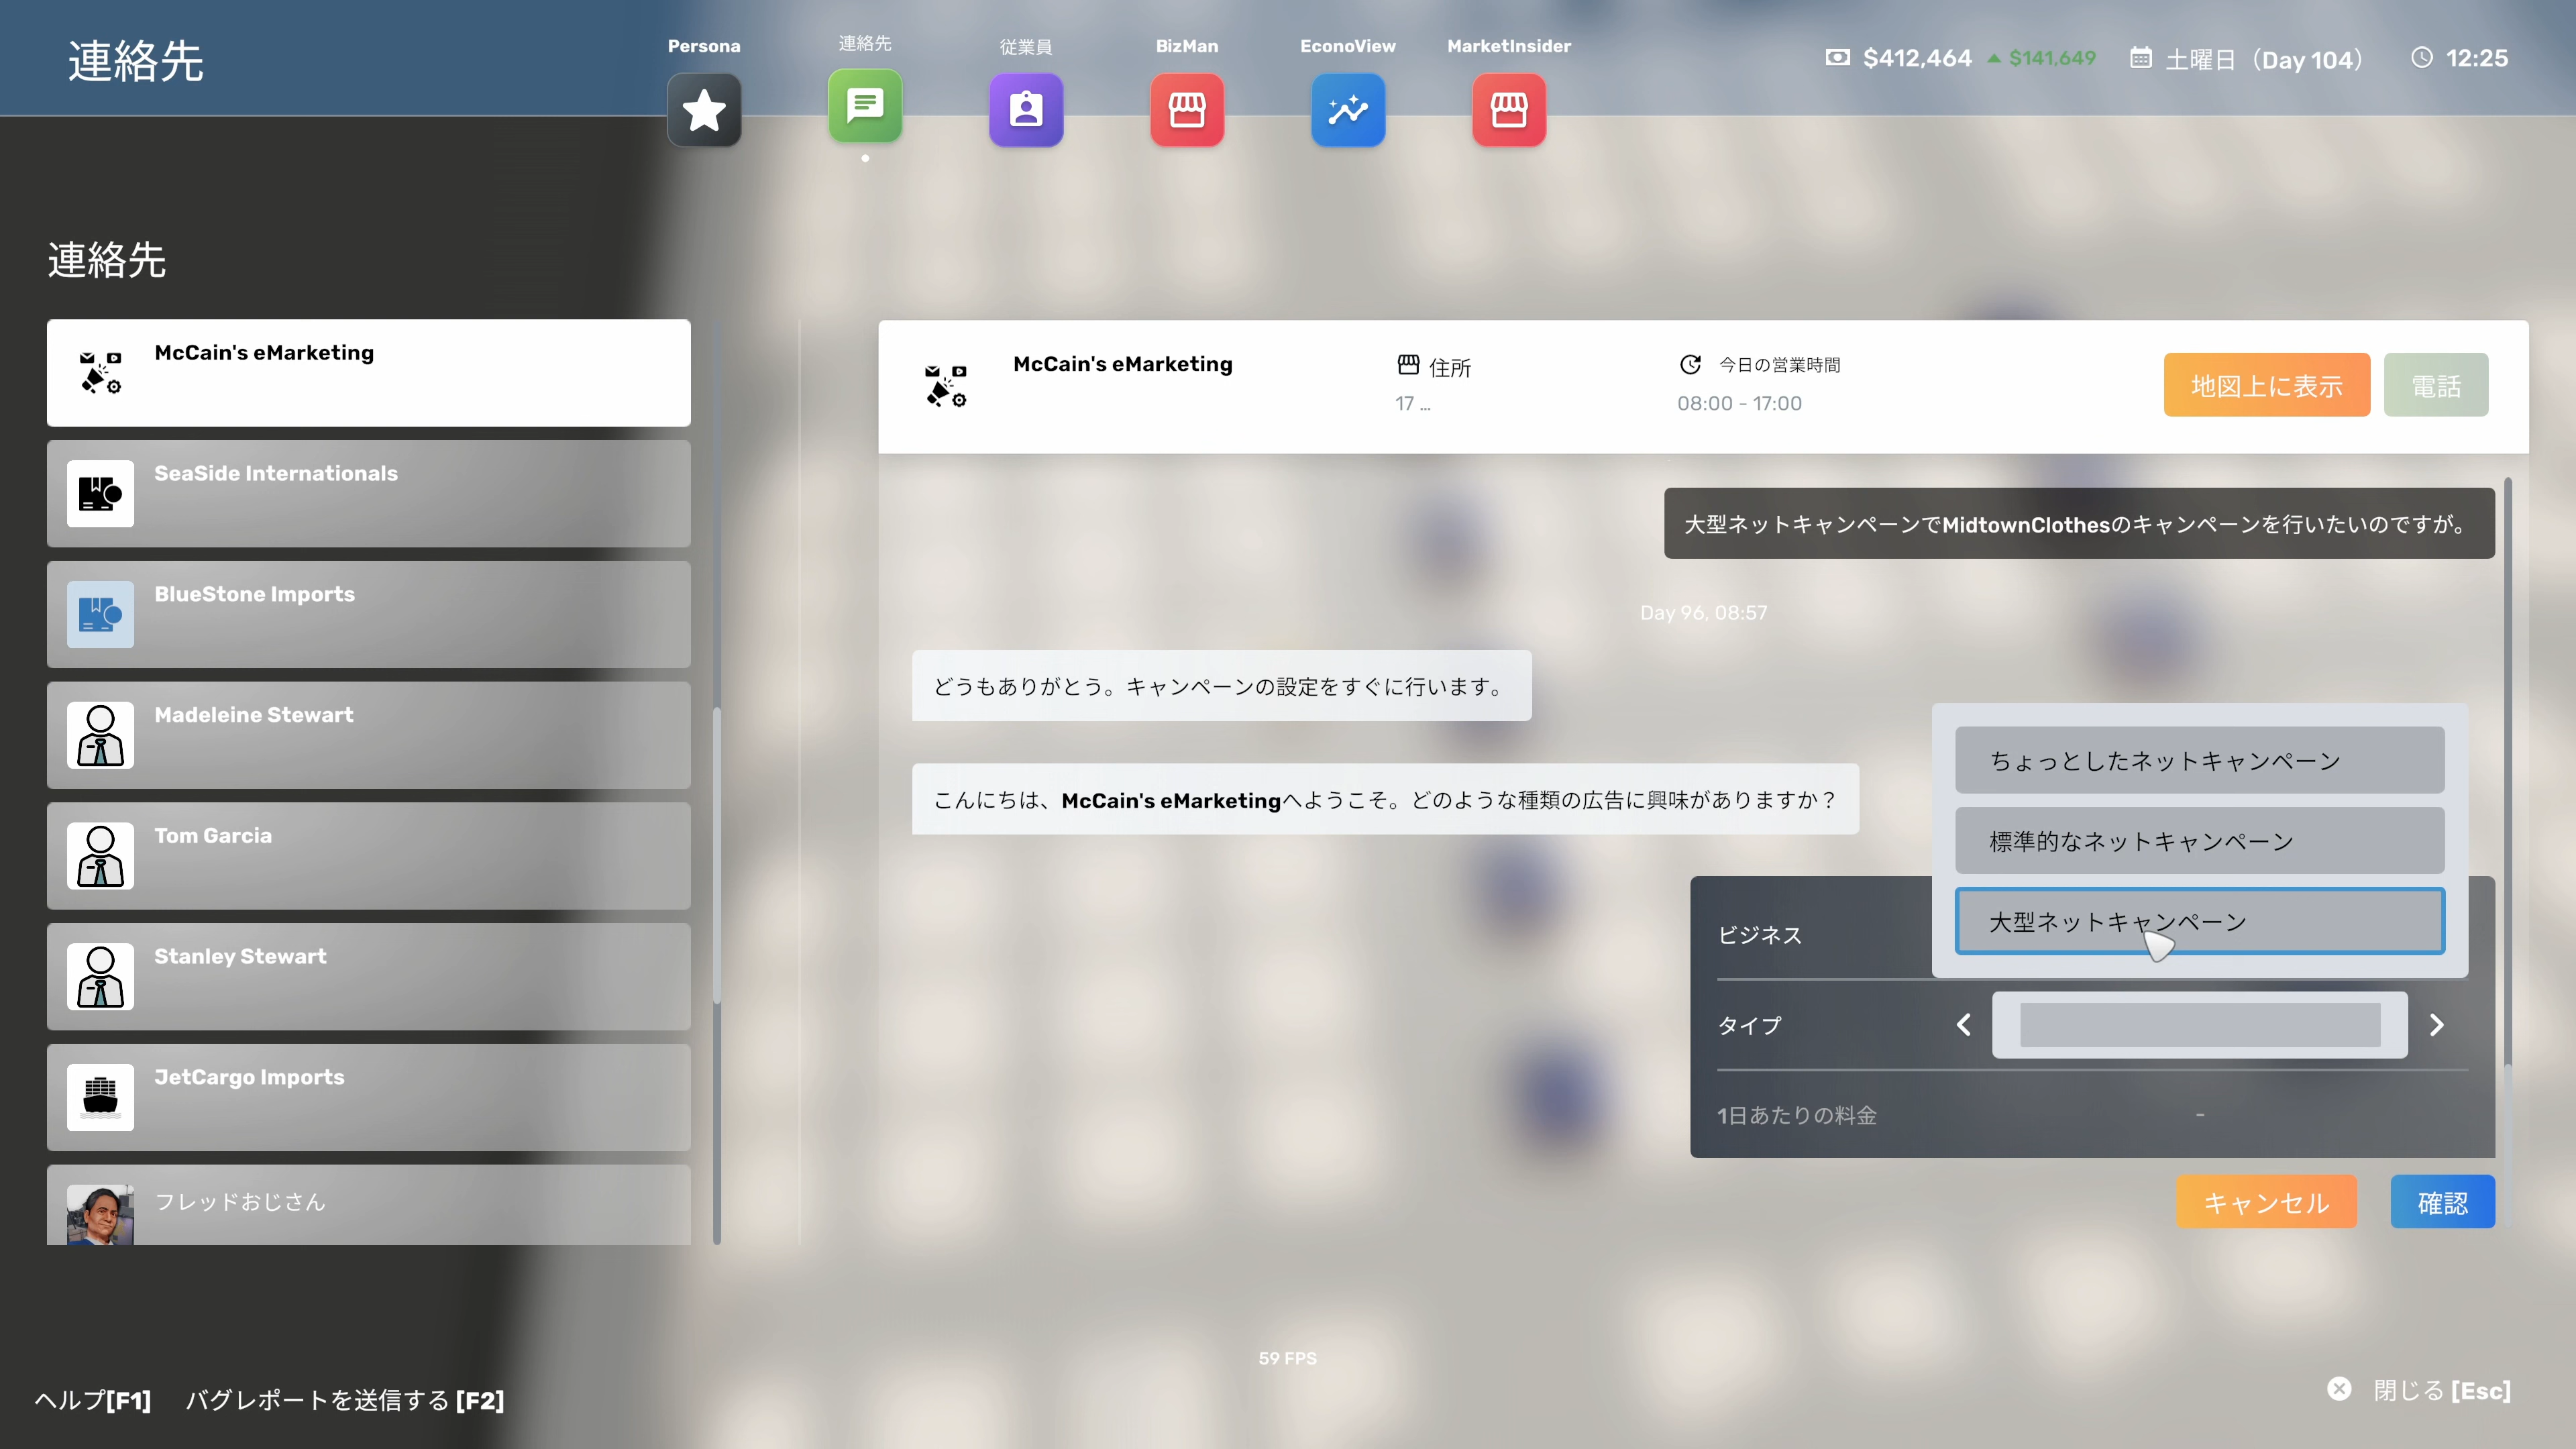 連絡先
Persona
連絡先
従業員
BizMan
EconoView
MarketInsider
$412,464 $141,649 土曜日（Day 104） 12:25
連絡先
McCain's eMarketing
SeaSide Internationals
BlueStone Imports
Madeleine Stewart
Tom Garcia
Stanley Stewart
JetCargo Imports
フレッドおじさん
McCain's eMarketing
住所
17 ...
今日の営業時間
08:00 - 17:00
地図上に表示
電話
大型ネットキャンペーンでMidtownClothesのキャンペーンを行いたいのですが。
Day 96, 08:57
どうもありがとう。キャンペーンの設定をすぐに行います。
こんにちは、McCain's eMarketingへようこそ。どのような種類の広告に興味がありますか？
ちょっとしたネットキャンペーン
標準的なネットキャンペーン
大型ネットキャンペーン
ビジネス
タイプ
1日あたりの料金 -
キャンセル
確認
59 FPS
ヘルプ[F1] バグレポートを送信する [F2]
閉じる [Esc]